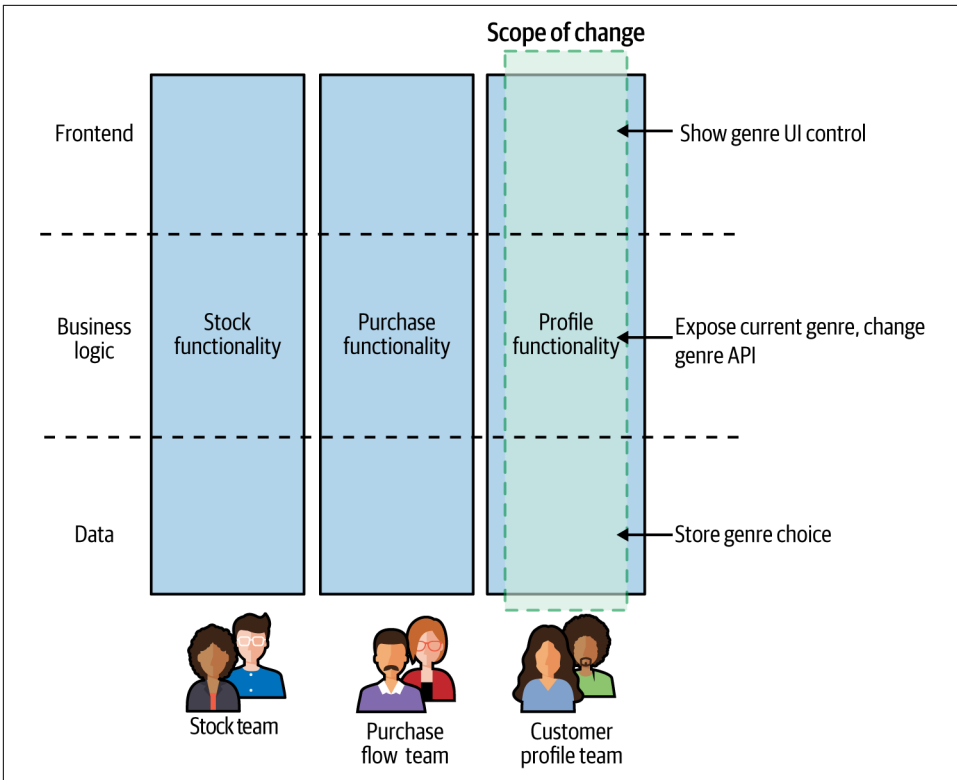 Scope of change
Frontend
Show genre UI control
Business
logic
Stock
functionality
Purchase
functionality
Profile
functionality
Expose current genre, change
genre API
Data
Store genre choice
Stock team
Purchase
flow team
Customer
profile team